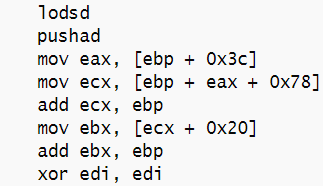 lodsd
pushad
mov eax, [ebp + 0x3c]
mov ecx, [ebp + eax + 0x78]
add ecx, ebp
mov ebx, [ecx + 0x20]
add ebx, ebp
xor edi, edi